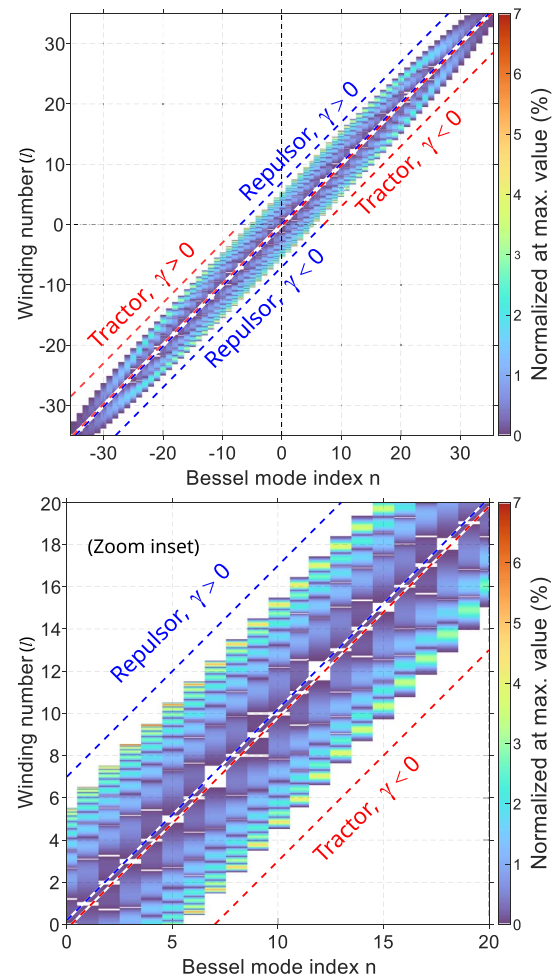 30
20
10
0
-10
-20
-30
Winding number (l)
Repulsor, γ > 0
Tractor, γ < 0
Tractor, γ > 0
Repulsor, γ < 0
-30 -20 -10 0 10 20 30
Bessel mode index n
7
6
5
4
3
2
1
0
Normalized at max. value (%)
20
18
16
14
12
10
8
6
4
2
0
Winding number (l)
(Zoom inset)
Repulsor, γ > 0
Tractor, γ < 0
0 5 10 15 20
Bessel mode index n
7
6
5
4
3
2
1
0
Normalized at max. value (%)